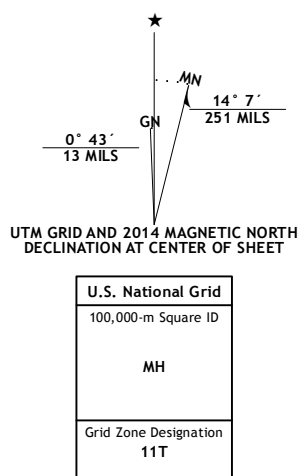 MN
GN
14° 7´
251 MILS
0° 43´
13 MILS
UTM GRID AND 2014 MAGNETIC NORTH
DECLINATION AT CENTER OF SHEET
U.S. National Grid
100,000-m Square ID
MH
Grid Zone Designation
11T